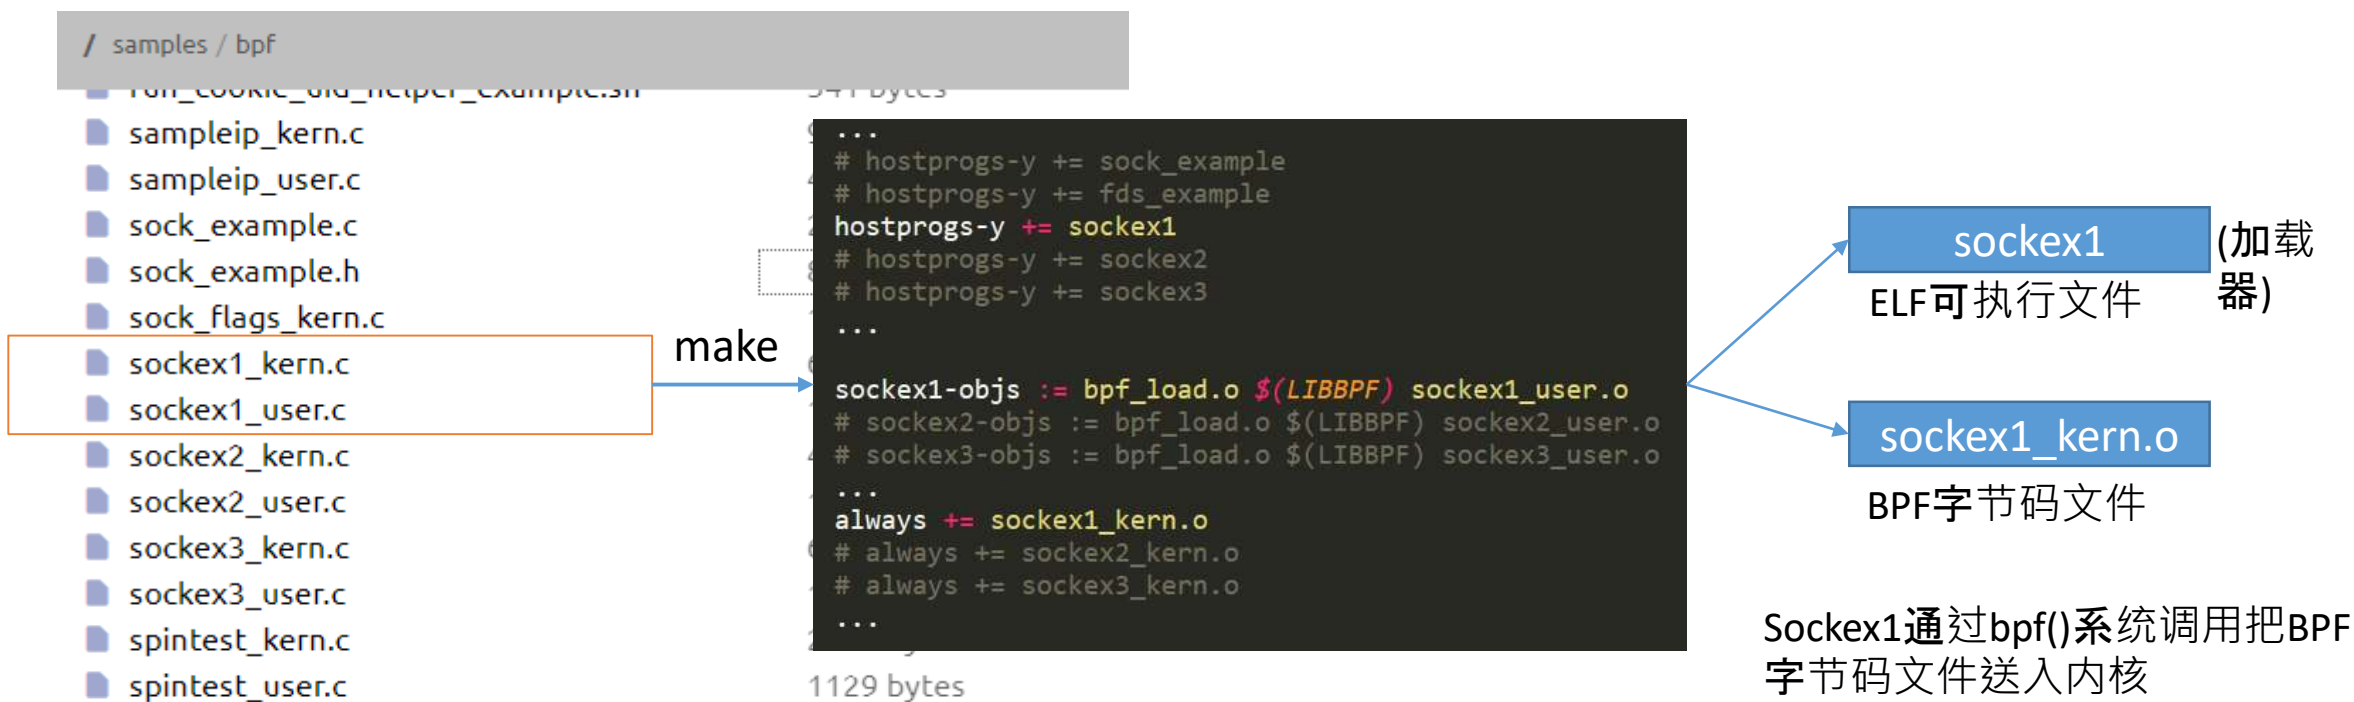 / samples / bpf
sampleip_kern.c
sampleip_user.c
sock_example.c
sock_example.h
sock_flags_kern.c
sockex1_kern.c
sockex1_user.c
sockex2_kern.c
sockex2_user.c
sockex3_kern.c
sockex3_user.c
spintest_kern.c
spintest_user.c
1129 bytes
make
...
# hostprogs-y += sock_example
# hostprogs-y += fds_example
hostprogs-y += sockex1
# hostprogs-y += sockex2
# hostprogs-y += sockex3
...
sockex1-objs := bpf_load.o $(LIBBPF) sockex1_user.o
# sockex2-objs := bpf_load.o $(LIBBPF) sockex2_user.o
# sockex3-objs := bpf_load.o $(LIBBPF) sockex3_user.o
...
always += sockex1_kern.o
# always += sockex2_kern.o
# always += sockex3_kern.o
...
sockex1
(加载
器)
ELF可执行文件
sockex1_kern.o
BPF字节码文件
Sockex1通过bpf()系统调用把BPF
字节码文件送入内核